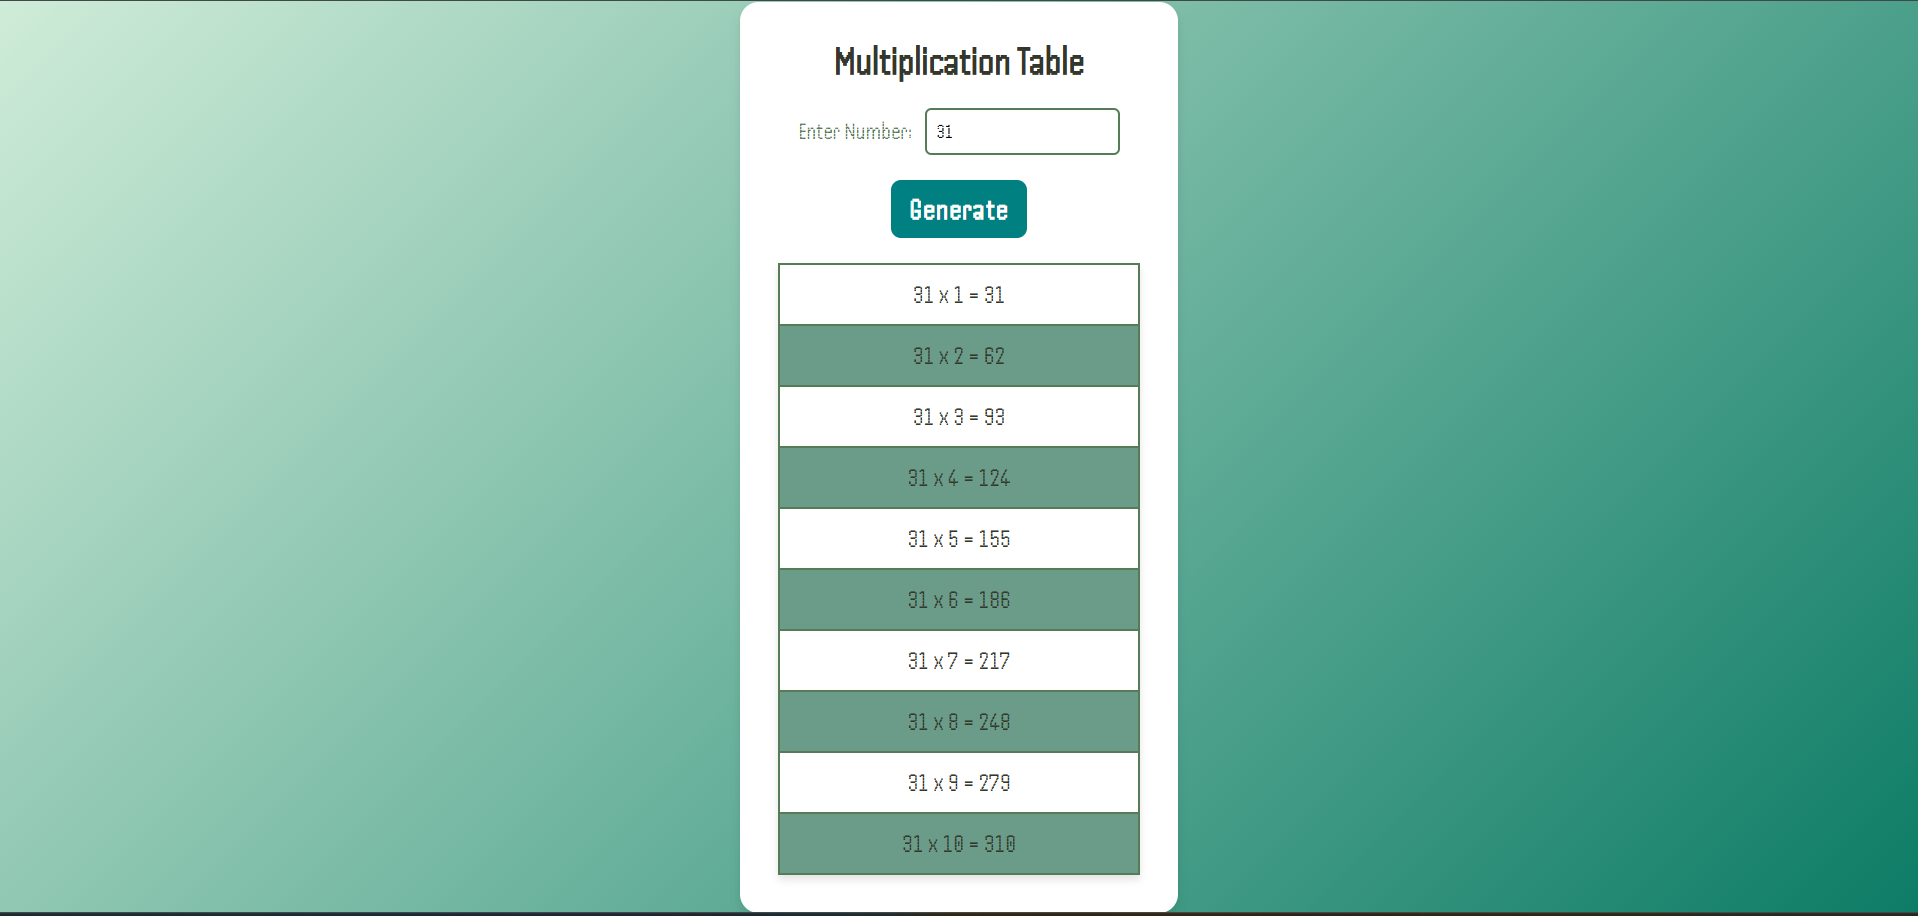 Multiplication Table
Enter Number: 31
Generate
31 x 1 = 31
31 x 2 = 62
31 x 3 = 93
31 x 4 = 124
31 x 5 = 155
31 x 6 = 186
31 x 7 = 217
31 x 8 = 248
31 x 9 = 279
31 x 10 = 310